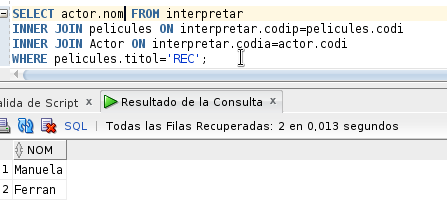 SELECT actor.nom FROM interpretar
INNER JOIN pelicules ON interpretar.codip=pelicules.codi
INNER JOIN Actor ON interpretar.codia=actor.codi
WHERE pelicules.titol='REC';
alida de Script x Resultado de la Consulta x
SQL | Todas las Filas Recuperadas: 2 en 0,013 segundos
NOM
1 Manuela
2 Ferran